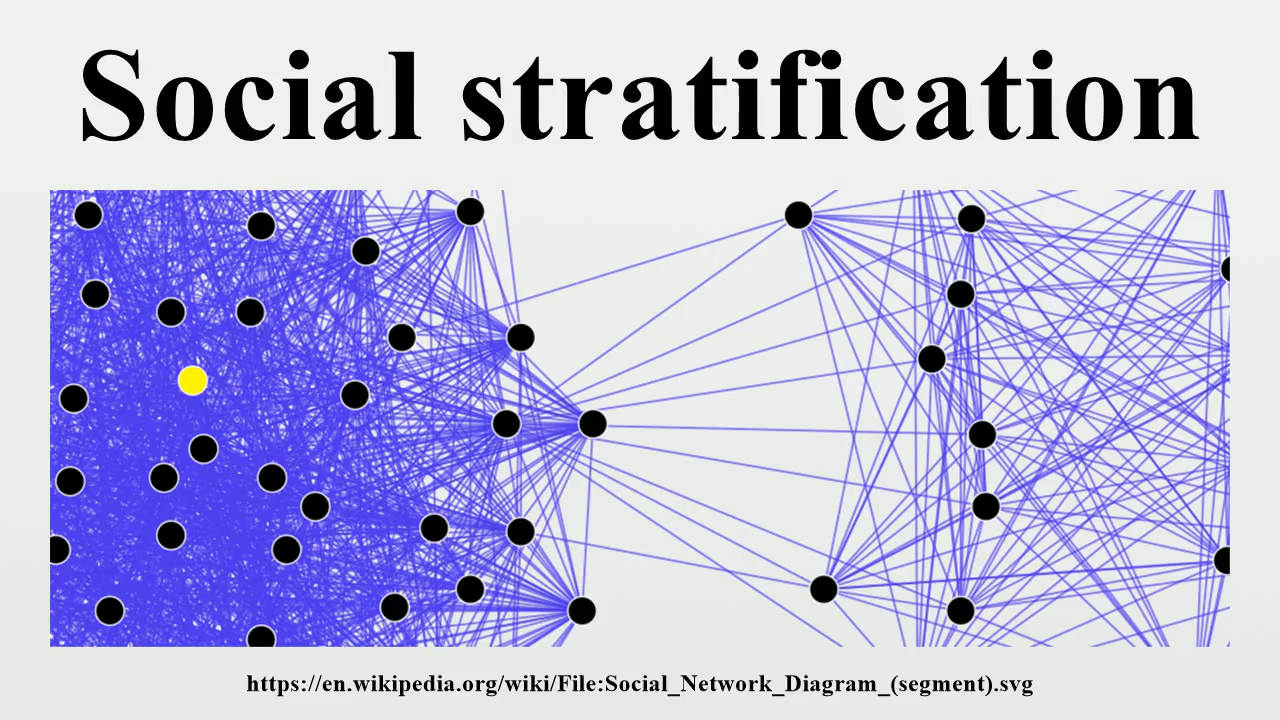 Social stratification
https://en.wikipedia.org/wiki/File:Social_Network_Diagram_(segment).svg